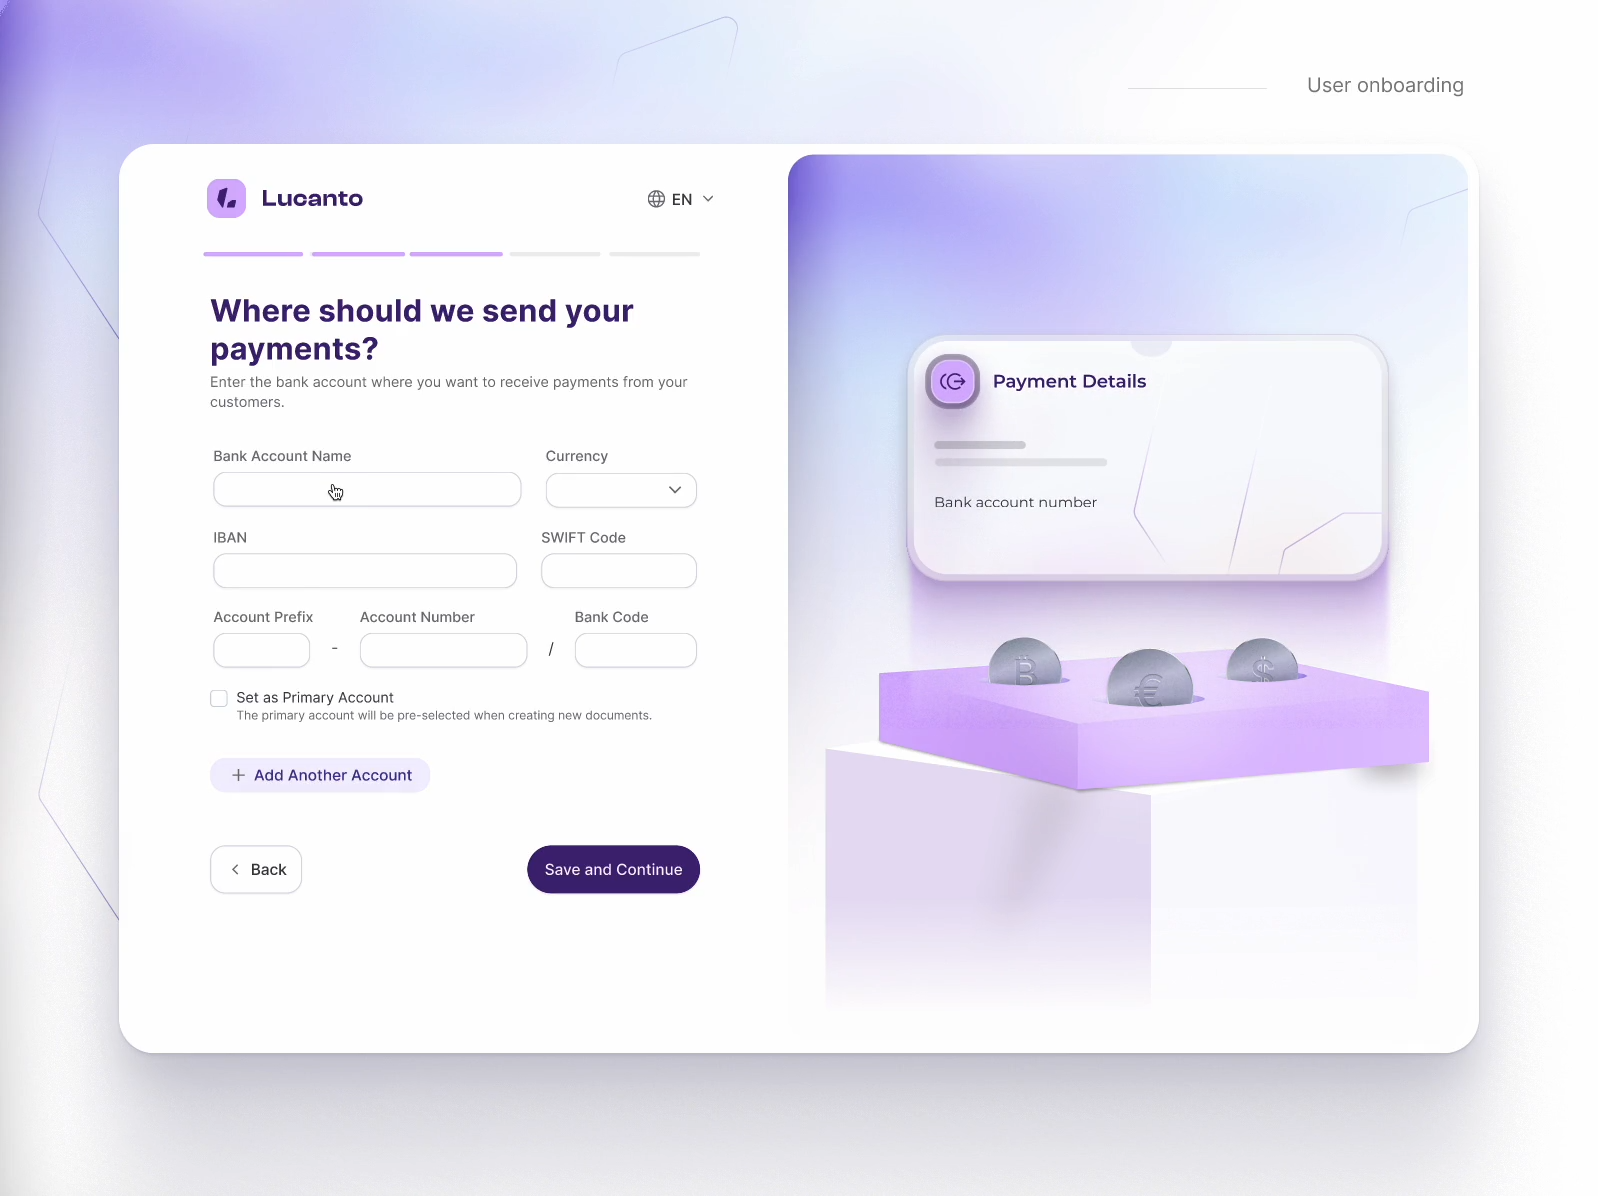 User onboarding
Lucanto
EN
Where should we send your
payments?
Enter the bank account where you want to receive payments from your
customers.
Bank Account Name
Currency
IBAN
SWIFT Code
Account Prefix
Account Number
Bank Code
-
/
Set as Primary Account
The primary account will be pre-selected when creating new documents.
+ Add Another Account
Back
Save and Continue
Payment Details
Bank account number
₿
€
$